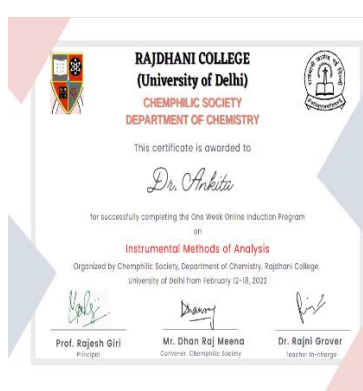 RAJDHANI COLLEGE
(University of Delhi)
CHEMPHILIC SOCIETY
DEPARTMENT OF CHEMISTRY
This certificate is awarded to
Dr. Ankita
for successfully completing the One Week Online Induction Program
on
Instrumental Methods of Analysis
Organized by Chemphilic Society, Department of Chemistry, Rajdhani College,
University of Delhi from February 12-18, 2022
Prof. Rajesh Giri
Mr. Dhan Raj Meena
Dr. Rajni Grover
Principal
Convener, Chemphilic Society
Teacher in-charge